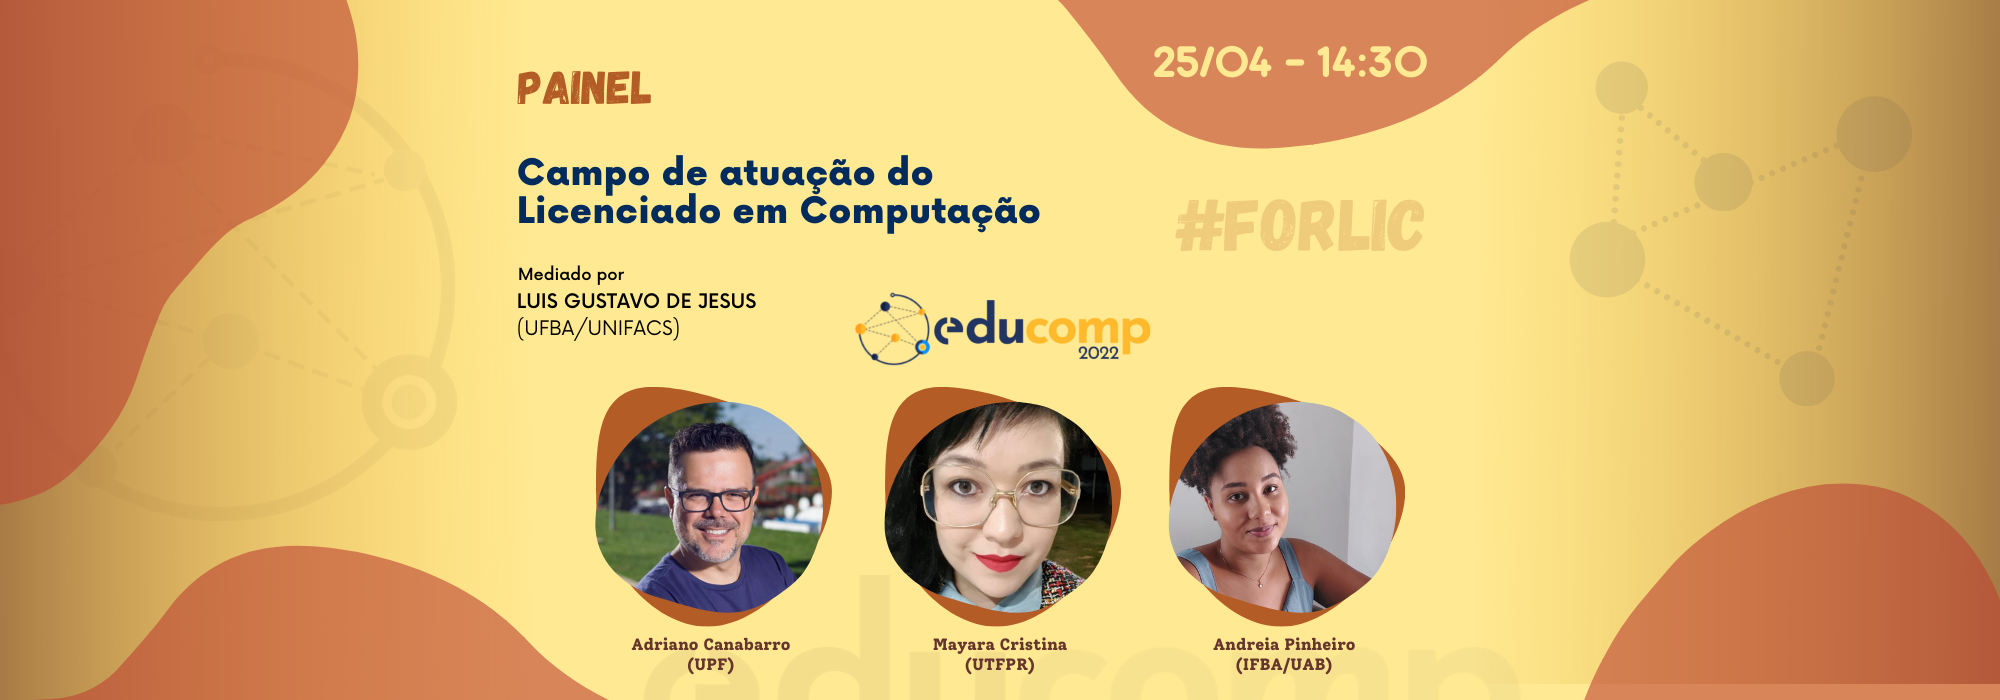 25/04 - 14:30
PAINEL
Campo de atuação do
Licenciado em Computação
#FORLIC
Mediado por
LUIS GUSTAVO DE JESUS
(UFBA/UNIFACS)
educomp
2022
Adriano Canabarro
(UPF)
Mayara Cristina
(UTFPR)
Andreia Pinheiro
(IFBA/UAB)
educomp